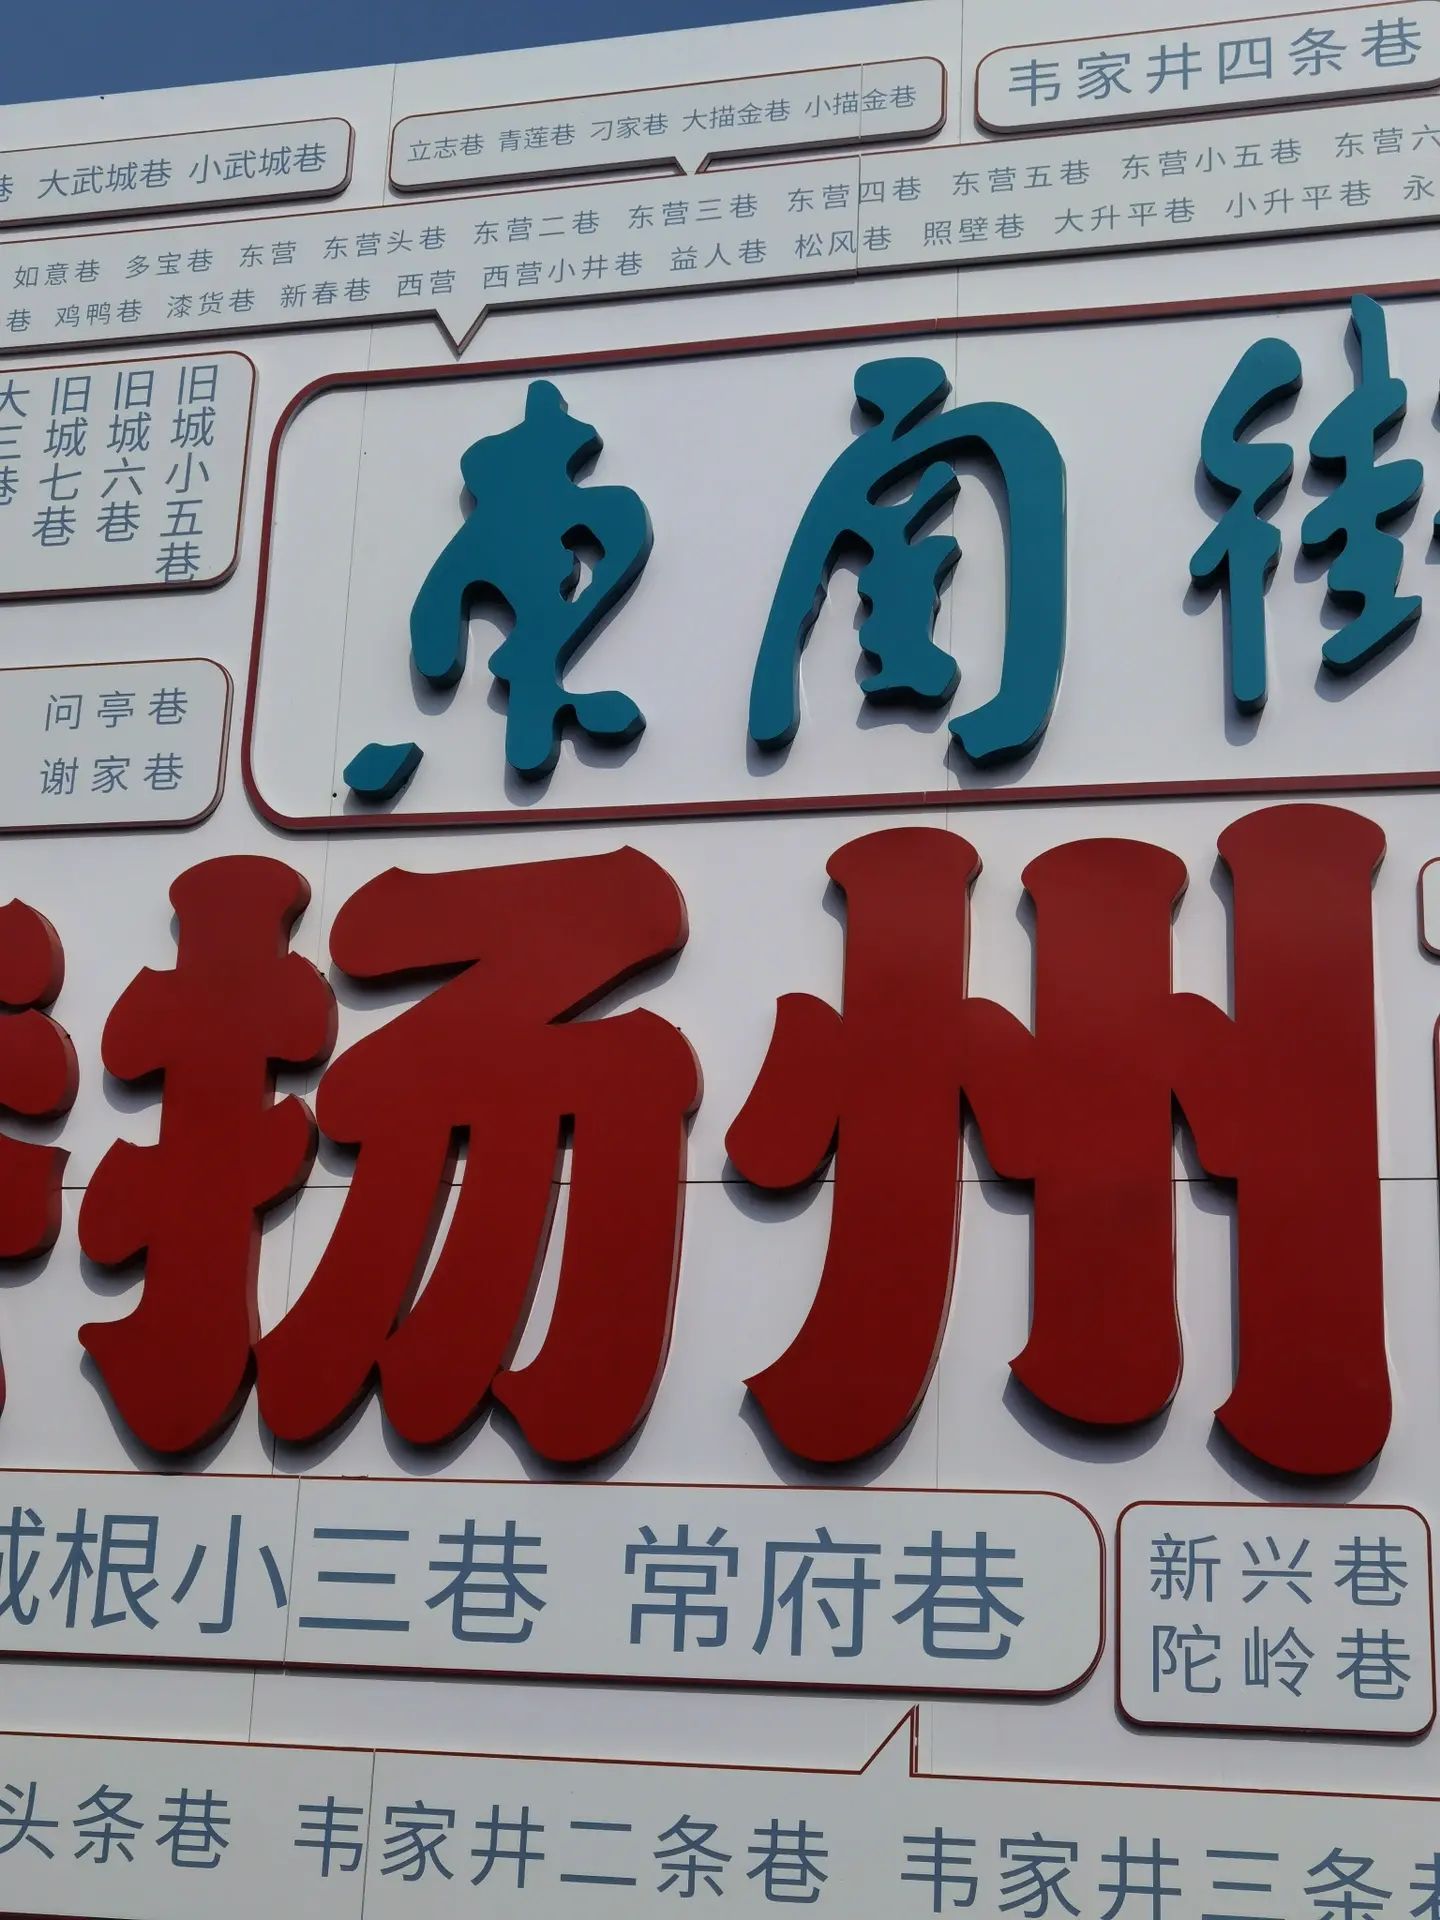 韦家井四条巷
立志巷 青莲巷 刁家巷 大描金巷 小描金巷
巷 大武城巷 小武城巷
如意巷 多宝巷 东营 东营头巷 东营二巷 东营三巷 东营四巷 东营五巷 东营小五巷 东营六
巷 鸡鸭巷 漆货巷 新春巷 西营 西营小井巷 益人巷 松风巷 照壁巷 大升平巷 小升平巷 永
旧城小五巷
旧城六巷
旧城七巷
大三巷
東關街
问亭巷
谢家巷
扬州
城根小三巷 常府巷
新兴巷
陀岭巷
头条巷 韦家井二条巷 韦家井三条巷